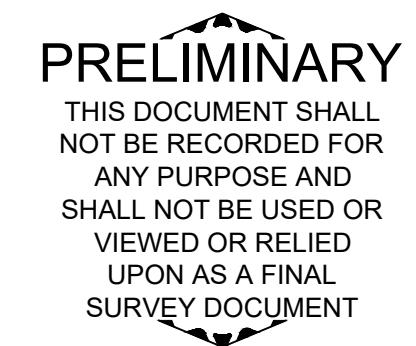 PRELIMINARY
THIS DOCUMENT SHALL
NOT BE RECORDED FOR
ANY PURPOSE AND
SHALL NOT BE USED OR
VIEWED OR RELIED
UPON AS A FINAL
SURVEY DOCUMENT